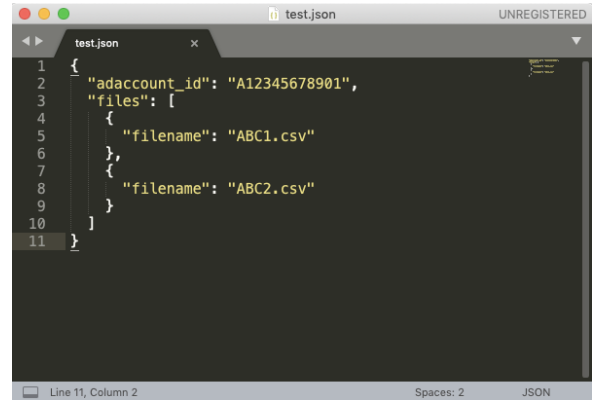 test.json
UNREGISTERED
test.json ×
1 {
2   "adaccount_id": "A12345678901",
3   "files": [
4     {
5       "filename": "ABC1.csv"
6     },
7     {
8       "filename": "ABC2.csv"
9     }
10   ]
11 }
Line 11, Column 2
Spaces: 2
JSON